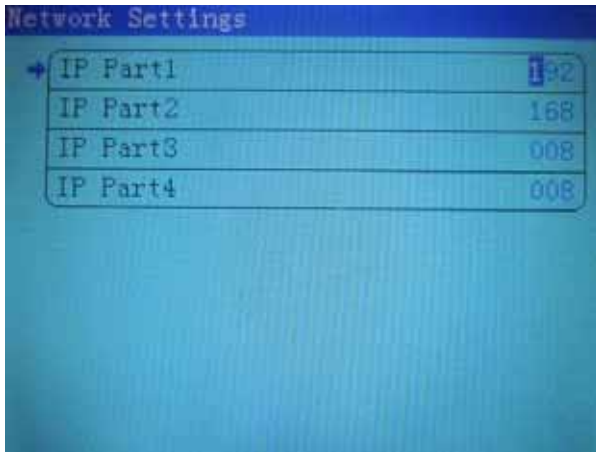 Network Settings
IP Part1 192
IP Part2 168
IP Part3 008
IP Part4 008